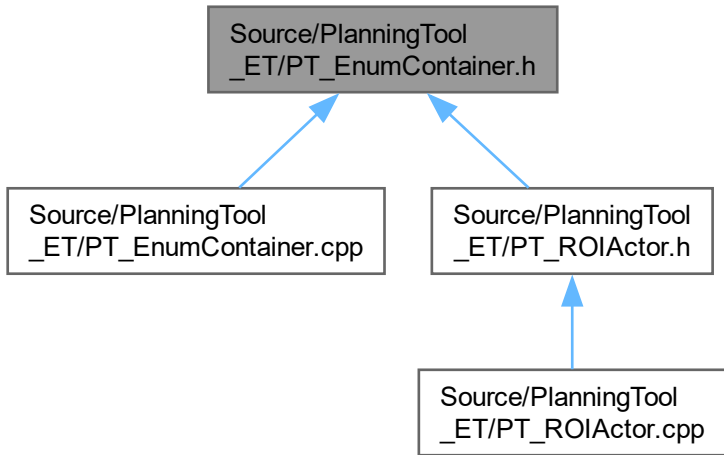 Source/PlanningTool
_ET/PT_EnumContainer.h
Source/PlanningTool
_ET/PT_EnumContainer.cpp
Source/PlanningTool
_ET/PT_ROIActor.h
Source/PlanningTool
_ET/PT_ROIActor.cpp